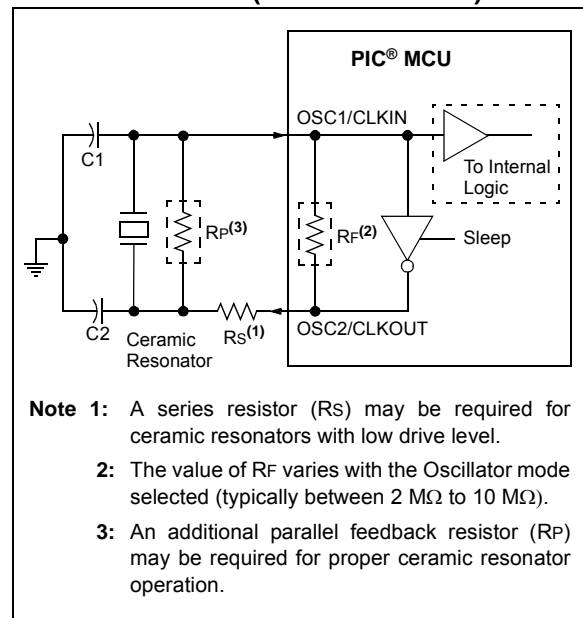 PIC® MCU
OSC1/CLKIN
C1
To Internal
Logic
RP(3)
RF(2)
Sleep
C2
Ceramic
Resonator
RS(1)
OSC2/CLKOUT
Note 1: A series resistor (RS) may be required for
ceramic resonators with low drive level.
2: The value of RF varies with the Oscillator mode
selected (typically between 2 MΩ to 10 MΩ).
3: An additional parallel feedback resistor (RP)
may be required for proper ceramic resonator
operation.